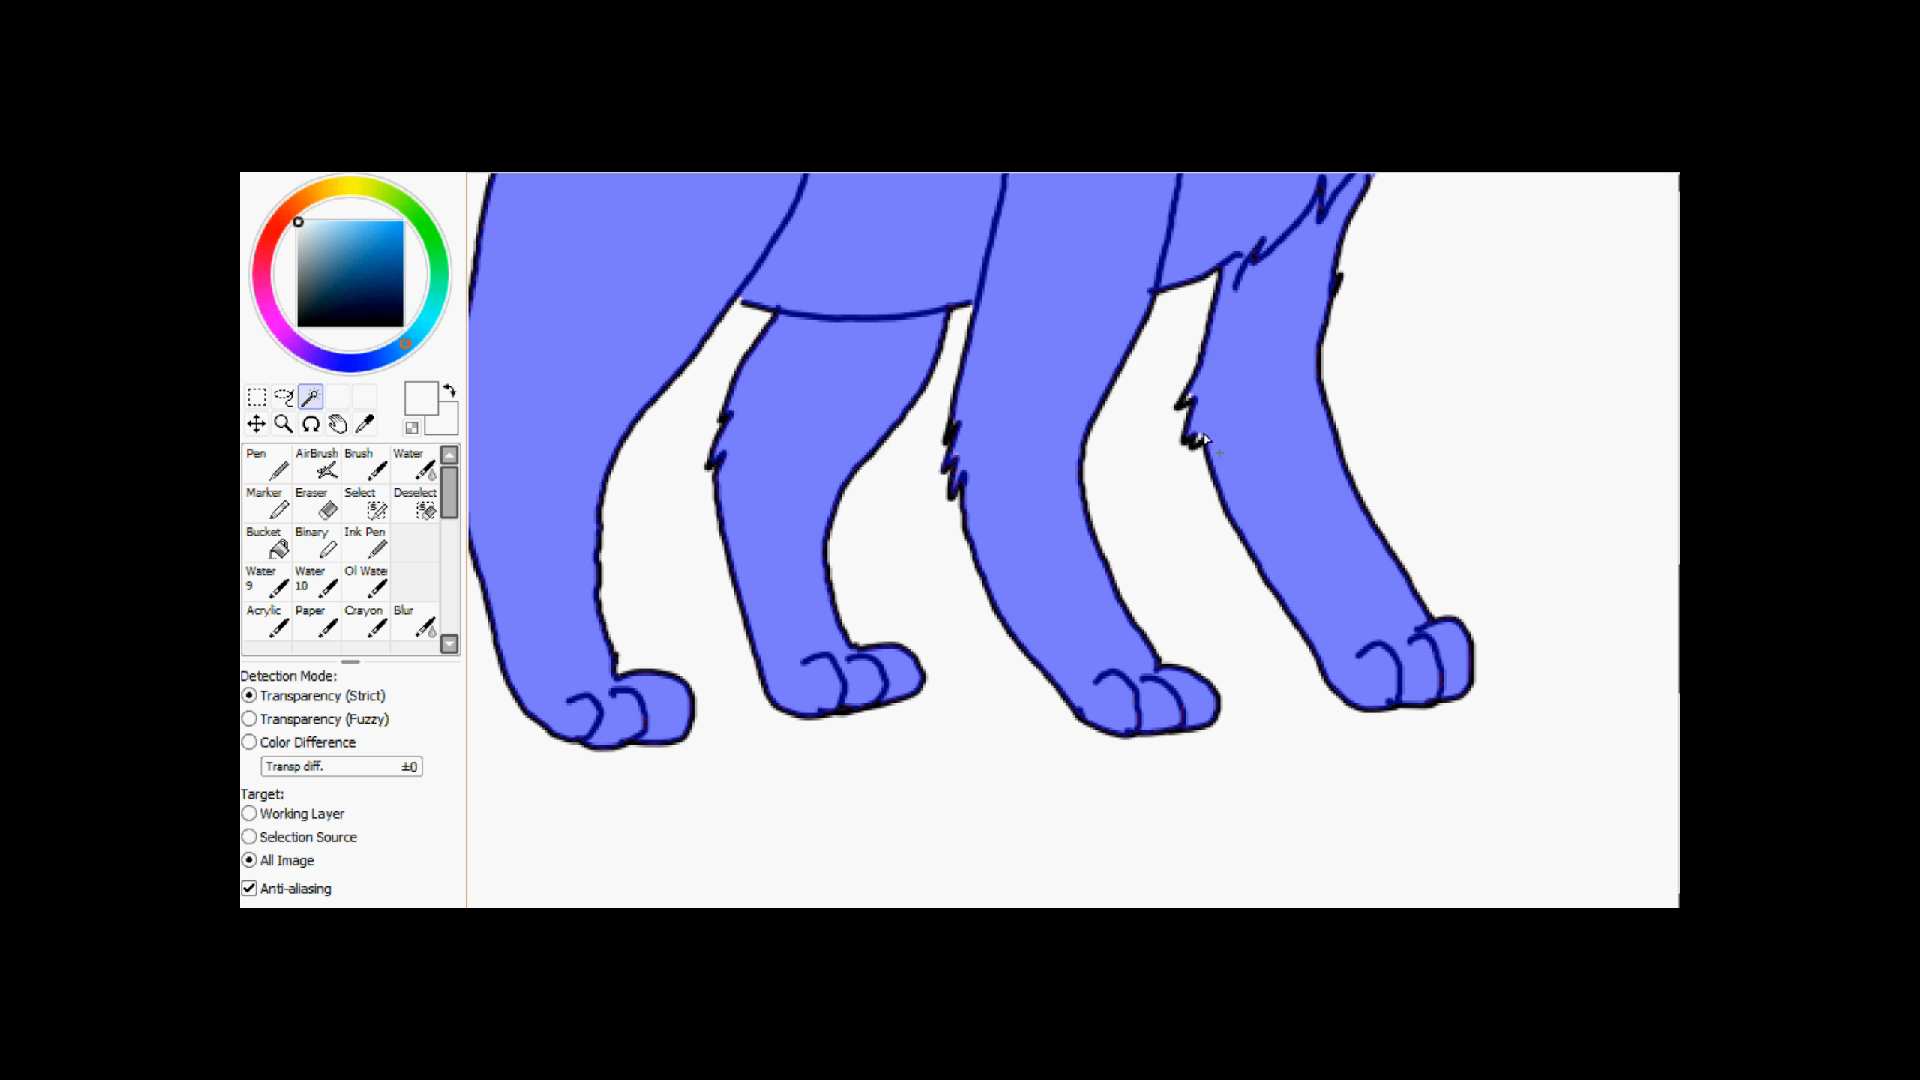 Pen AirBrush Brush Water
Marker Eraser Select Deselect
Bucket Binary Ink Pen
Water 9 Water 10 Ol Wate
Acrylic Paper Crayon Blur
Detection Mode:
Transparency (Strict)
Transparency (Fuzzy)
Color Difference
Transp diff. ±0
Target:
Working Layer
Selection Source
All Image
Anti-aliasing